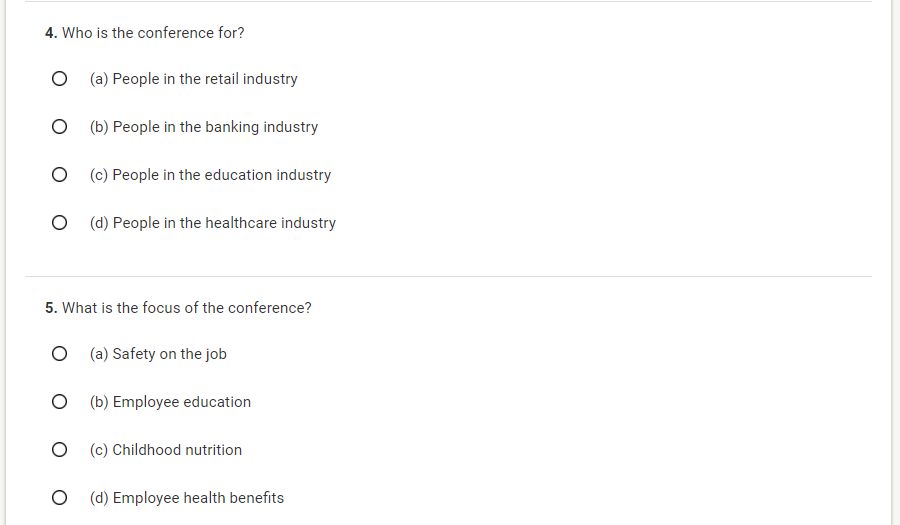 4. Who is the conference for?
(a) People in the retail industry
(b) People in the banking industry
(c) People in the education industry
(d) People in the healthcare industry
5. What is the focus of the conference?
(a) Safety on the job
(b) Employee education
(c) Childhood nutrition
(d) Employee health benefits